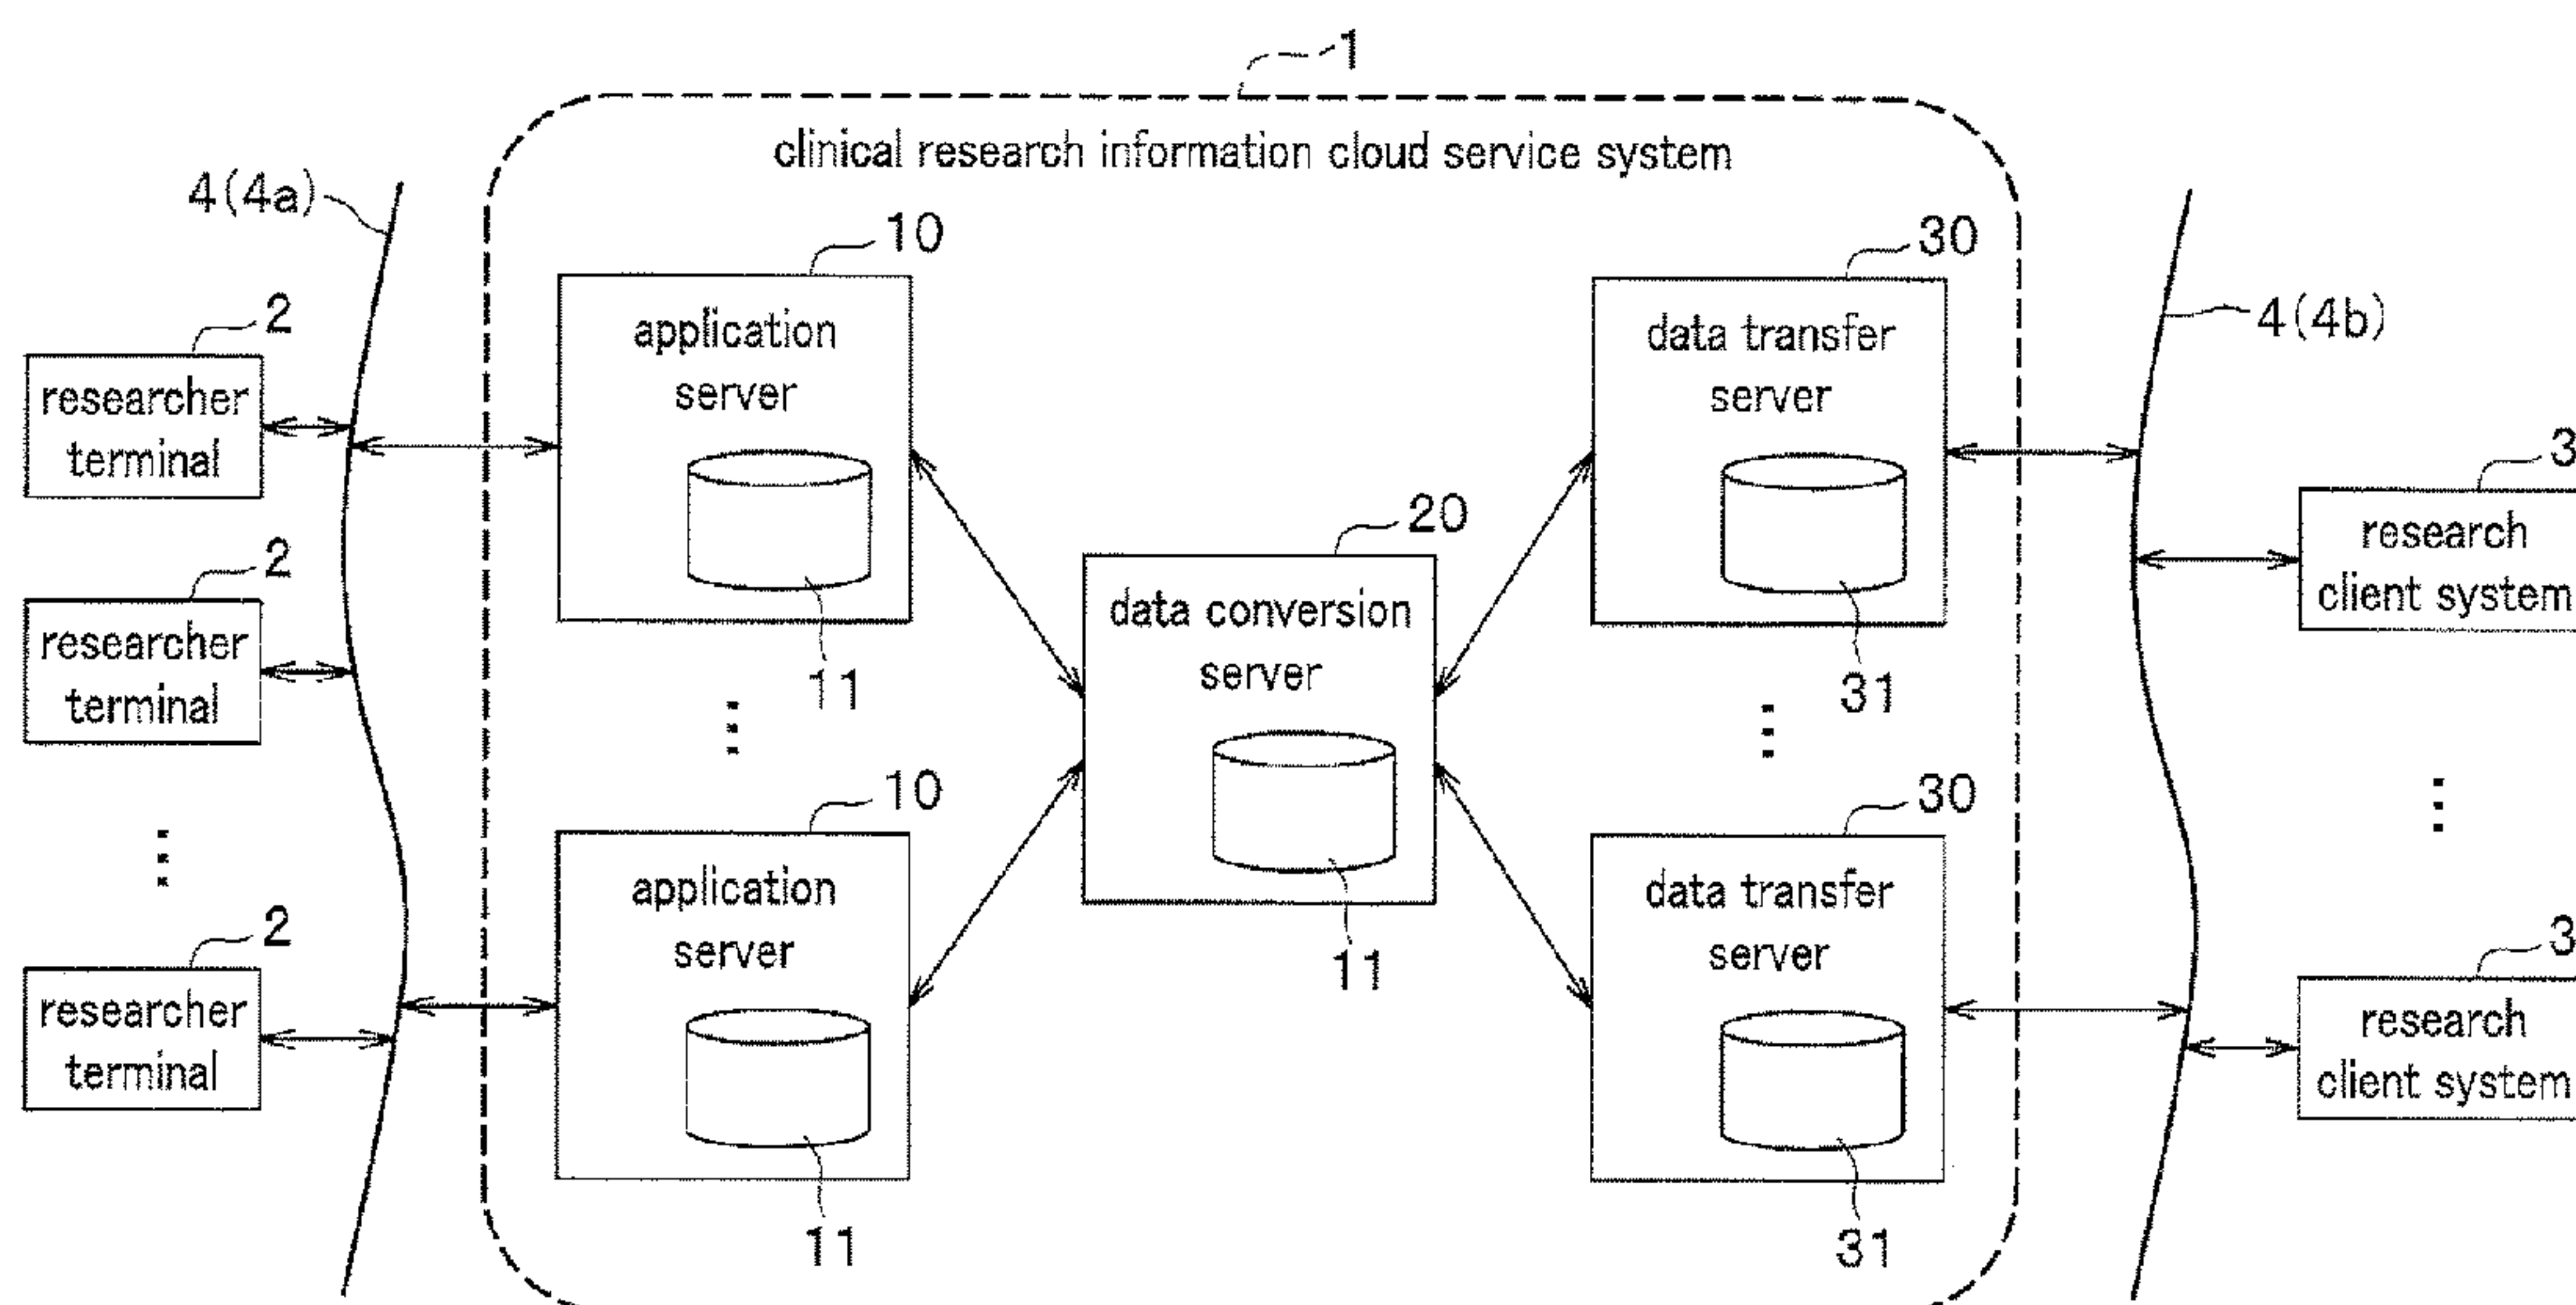 1
clinical research information cloud service system
4(4a)
10
30
2
application
server
data transfer
server
4(4b)
researcher
terminal
3
20
research
client system
2
data conversion
server
researcher
terminal
11
31
10
30
application
server
data transfer
server
2
11
3
researcher
terminal
research
client system
11
31